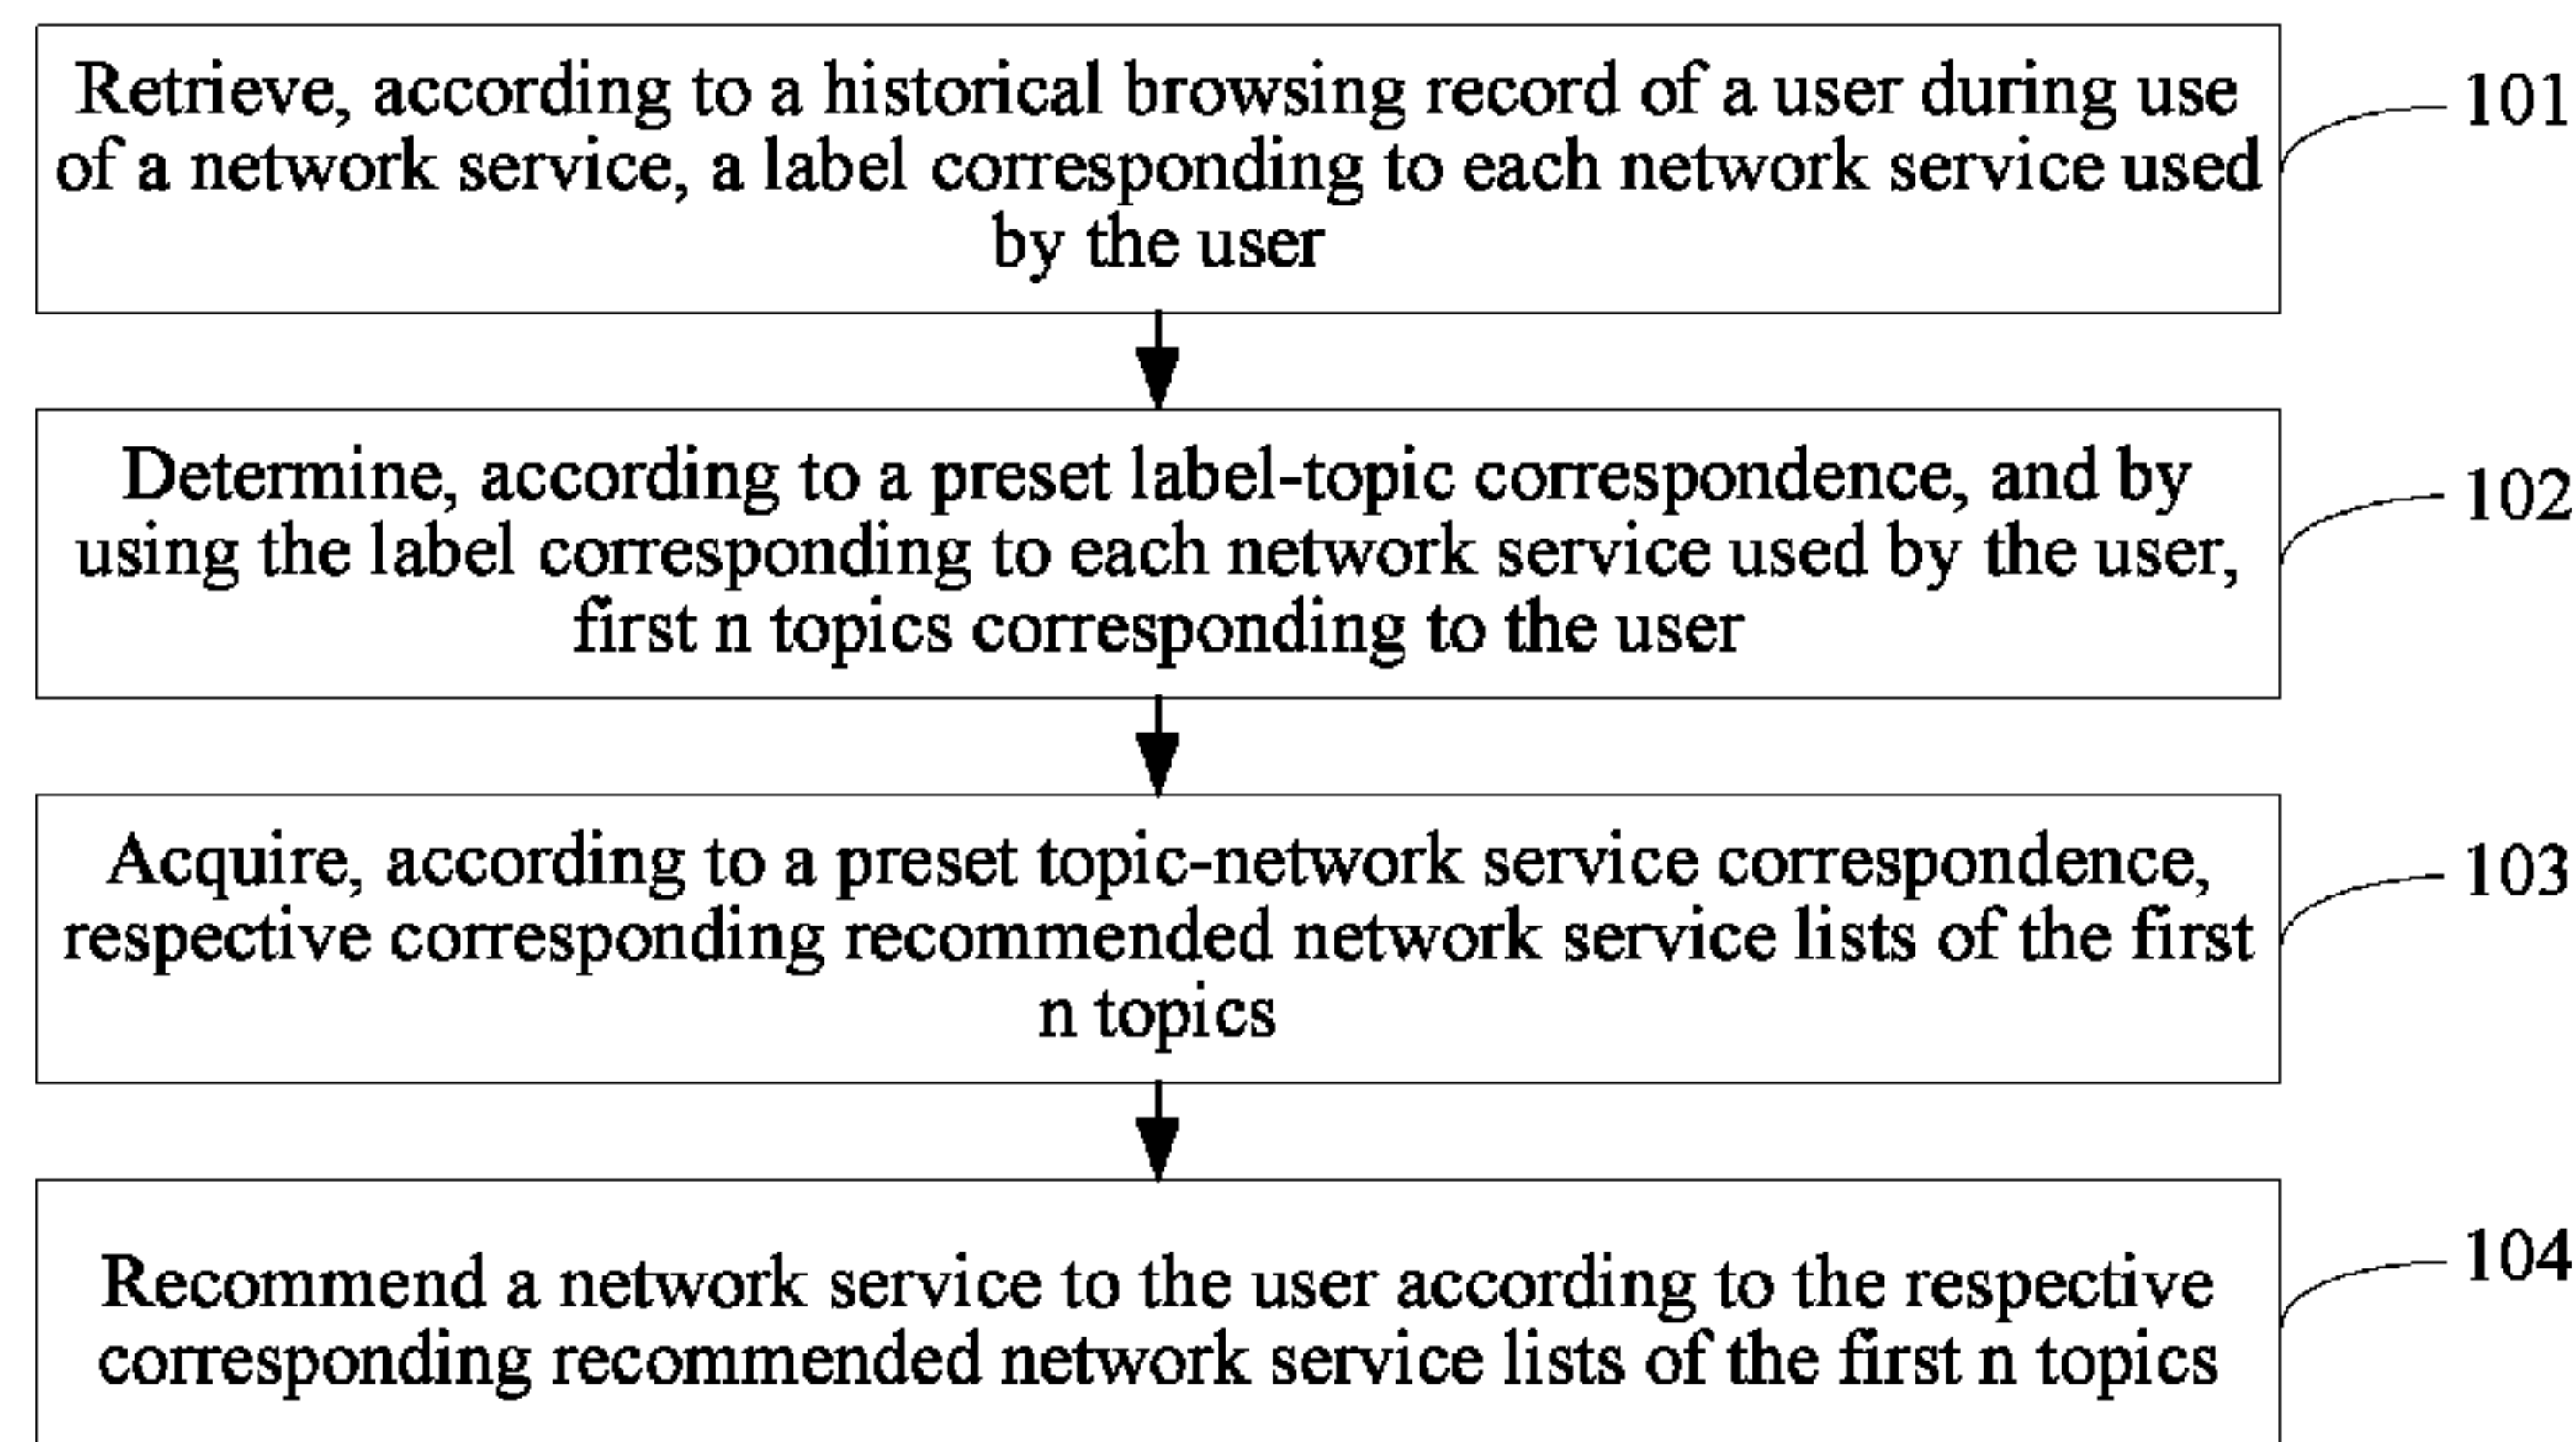 Retrieve, according to a historical browsing record of a user during use
of a network service, a label corresponding to each network service used
by the user
101
Determine, according to a preset label-topic correspondence, and by
using the label corresponding to each network service used by the user,
first n topics corresponding to the user
102
Acquire, according to a preset topic-network service correspondence,
respective corresponding recommended network service lists of the first
n topics
103
Recommend a network service to the user according to the respective
corresponding recommended network service lists of the first n topics
104